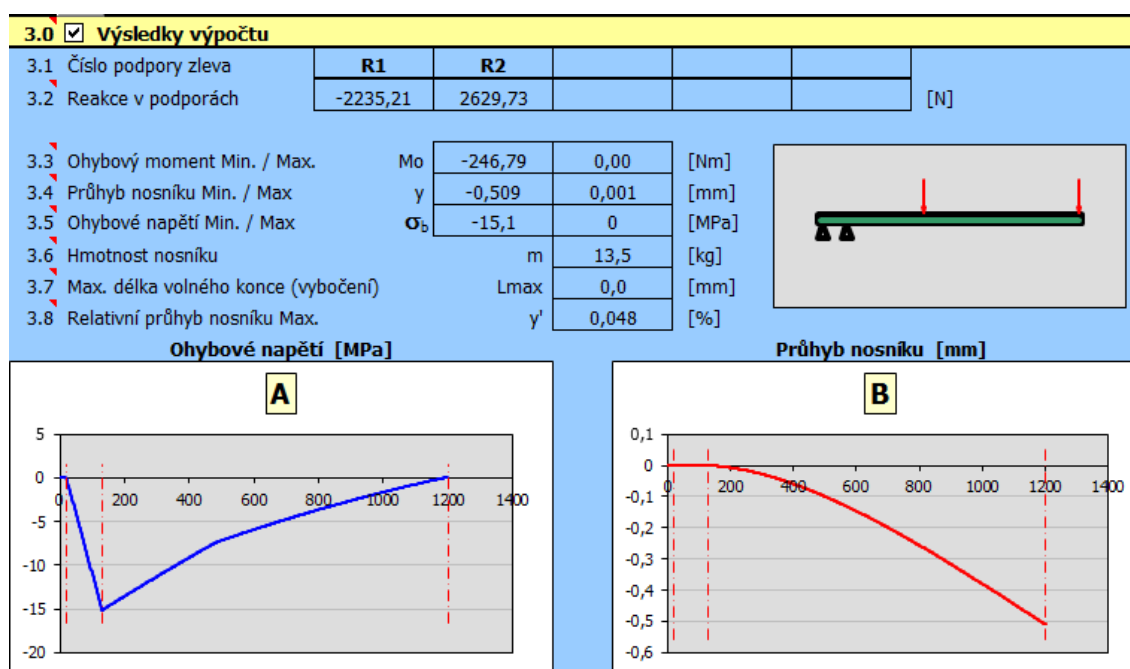 3.0 Výsledky výpočtu
3.1 Číslo podpory zleva R1 R2
3.2 Reakce v podporách -2235,21 2629,73 [N]
3.3 Ohybový moment Min. / Max. Mo -246,79 0,00 [Nm]
3.4 Průhyb nosníku Min. / Max y -0,509 0,001 [mm]
3.5 Ohybové napětí Min. / Max σb -15,1 0 [MPa]
3.6 Hmotnost nosníku m 13,5 [kg]
3.7 Max. délka volného konce (vybočení) Lmax 0,0 [mm]
3.8 Relativní průhyb nosníku Max. y' 0,048 [%]
Ohybové napětí [MPa]
A
5
0
0 200 400 600 800 1000 1200 1400
-5
-10
-15
-20
Průhyb nosníku [mm]
B
0,1
0
0 200 400 600 800 1000 1200 1400
-0,1
-0,2
-0,3
-0,4
-0,5
-0,6